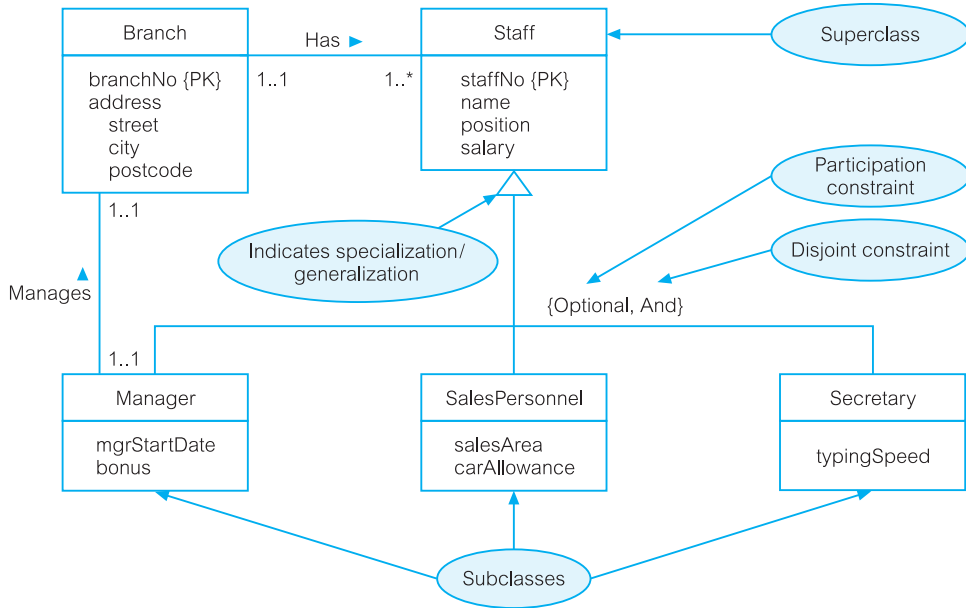 Branch
Has ►
Staff
Superclass
1..1
1..*
branchNo {PK}
address
street
city
postcode
staffNo {PK}
name
position
salary
Participation
constraint
1..1
Indicates specialization/
generalization
Disjoint constraint
Manages
{Optional, And}
1..1
Manager
SalesPersonnel
Secretary
mgrStartDate
bonus
salesArea
carAllowance
typingSpeed
Subclasses